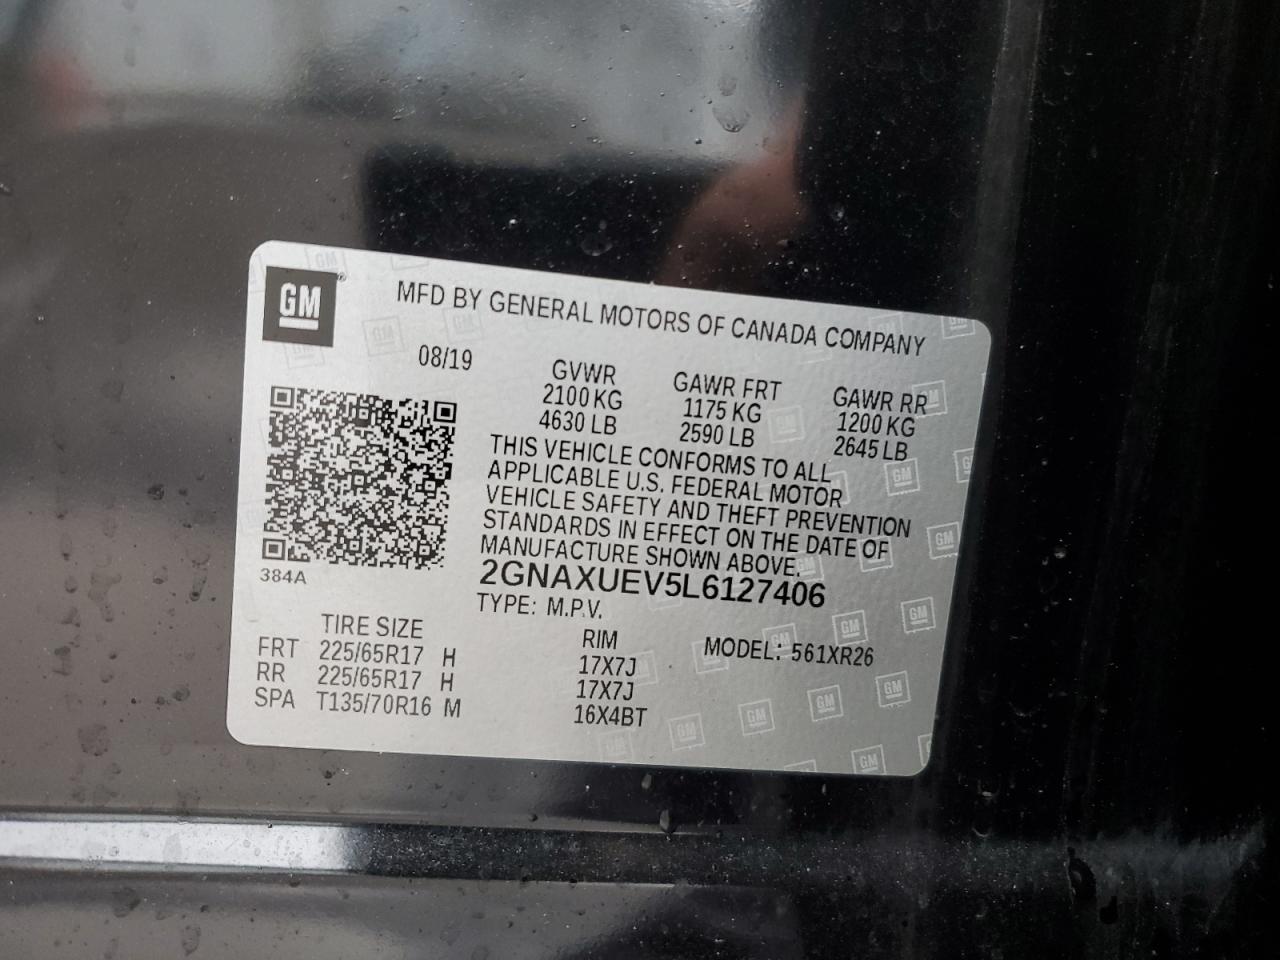 GM
MFD BY GENERAL MOTORS OF CANADA COMPANY
08/19
GVWR
2100 KG
4630 LB
GAWR FRT
1175 KG
2590 LB
GAWR RR
1200 KG
2645 LB
THIS VEHICLE CONFORMS TO ALL
APPLICABLE U.S. FEDERAL MOTOR
VEHICLE SAFETY AND THEFT PREVENTION
STANDARDS IN EFFECT ON THE DATE OF
MANUFACTURE SHOWN ABOVE.
384A
2GNAXUEV5L6127406
TYPE: M.P.V.
MODEL: 561XR26
TIRE SIZE RIM
FRT 225/65R17 H 17X7J
RR 225/65R17 H 17X7J
SPA T135/70R16 M 16X4BT